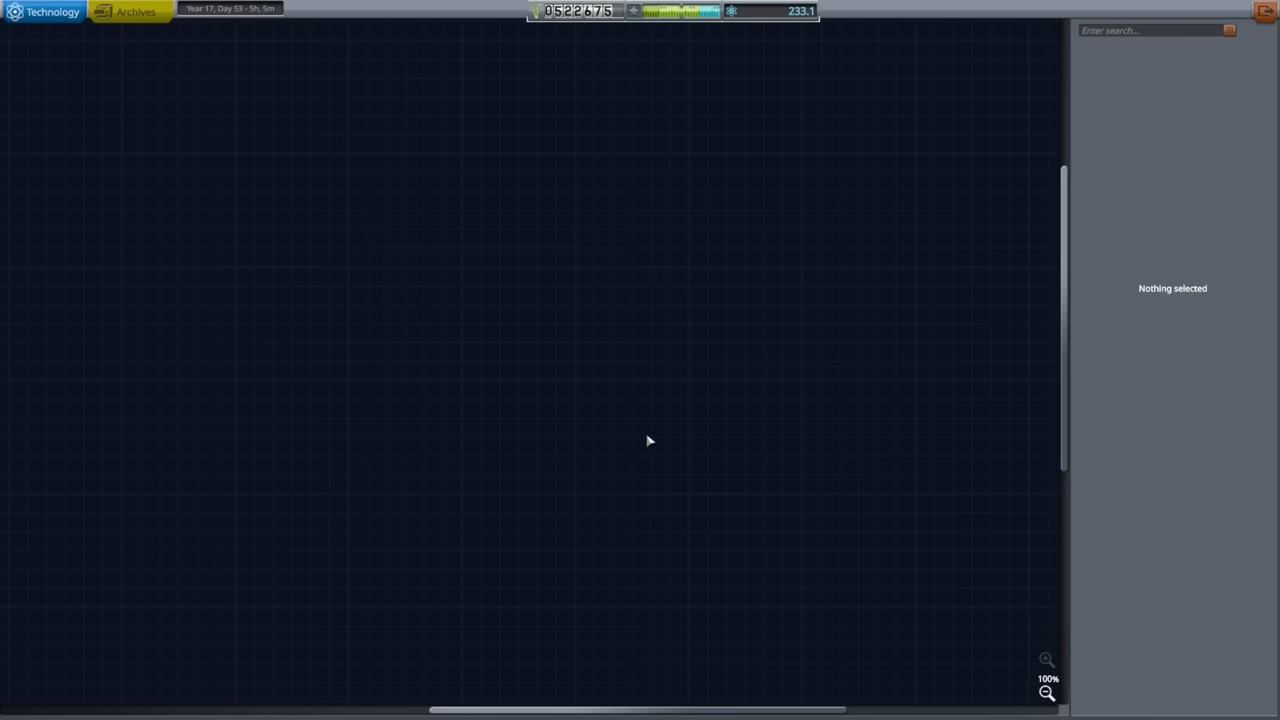 Technology
Archives
Year 17, Day 53 - 5h, 5m
0522675
233.1
Enter search...
Nothing selected
100%